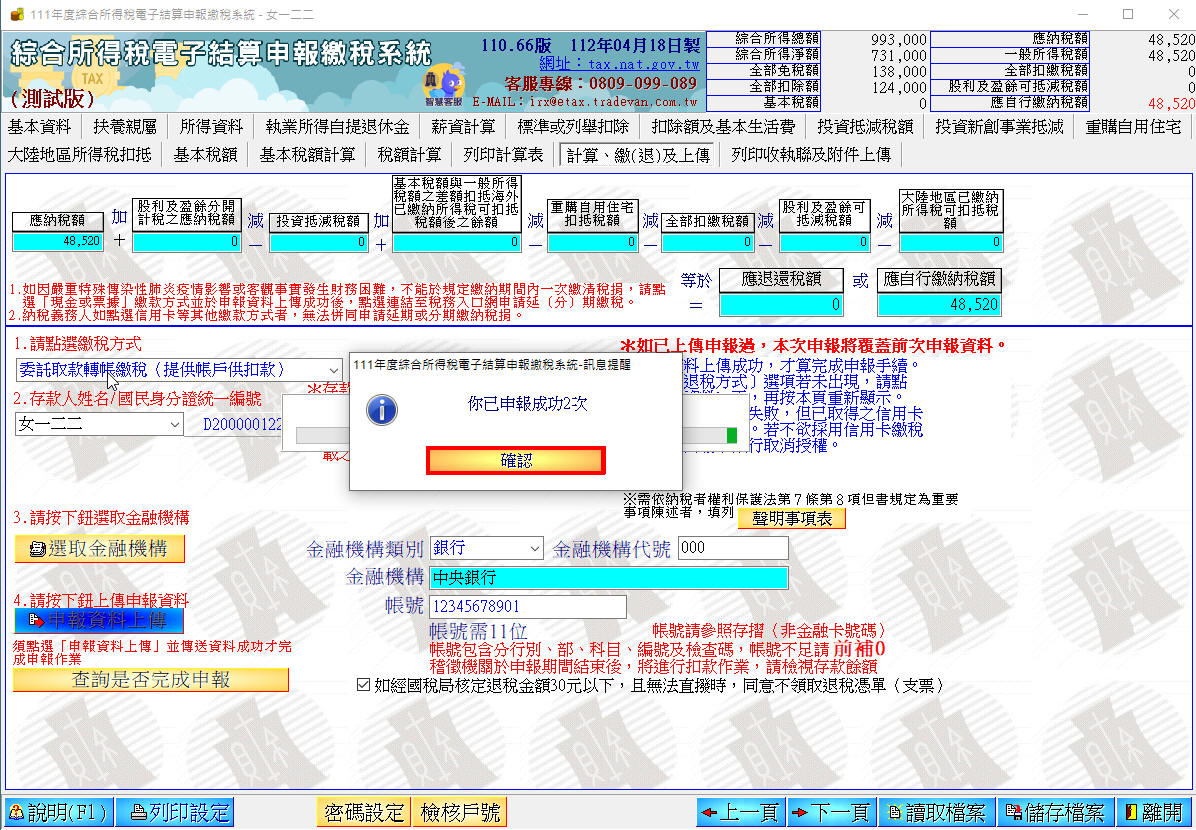 111年度綜合所得稅電子結算申報繳稅系統 - 女一二二
綜合所得稅電子結算申報繳稅系統
TAX
(測試版)
110.66版 112年04月18日製
網址：tax.nat.gov.tw
客服專線：0809-099-089
E-MAIL：irx@etax.tradevan.com.tw
智慧客服
綜合所得總額 993,000 應納稅額 48,520
綜合所得淨額 731,000 一般所得稅額 48,520
全部免稅額 138,000 全部扣繳稅額 0
全部扣除額 124,000 股利及盈餘可抵減稅額 0
基本稅額 0 應自行繳納稅額 48,520
基本資料 扶養親屬 所得資料 執業所得自提退休金 薪資計算 標準或列舉扣除 扣除額及基本生活費 投資抵減稅額 投資新創事業抵減 重購自用住宅
大陸地區所得稅扣抵 基本稅額 基本稅額計算 稅額計算 列印計算表 計算、繳(退)及上傳 列印收執聯及附件上傳
應納稅額
48,520
加
＋
股利及盈餘分開
計稅之應納稅額
0
減
－
投資抵減稅額
0
加
＋
基本稅額與一般所得
稅額之差額扣抵海外
已繳納所得稅可扣抵
稅額後之餘額
0
減
－
重購自用住宅
扣抵稅額
0
減
－
全部扣繳稅額
0
減
－
股利及盈餘可
抵減稅額
0
減
－
大陸地區已繳納
所得稅可扣抵稅
額
0
1.如因嚴重特殊傳染性肺炎疫情影響或客觀事實發生財務困難，不能於規定繳納期間內一次繳清稅捐，請點
選「現金或票據」繳款方式並於申報資料上傳成功後，點選連結至稅務入口網申請延（分）期繳稅。
2.納稅義務人如點選信用卡等其他繳款方式者，無法併同申請延期或分期繳納稅捐。
等於
＝
應退還稅額
0
或
應自行繳納稅額
48,520
1.請點選繳稅方式
委託取款轉帳繳稅（提供帳戶供扣款）
2.存款人姓名/國民身分證統一編號
女一二二 D200000122
※存款
載之
111年度綜合所得稅電子結算申報繳稅系統-訊息提醒
你已申報成功2次
確認
※如已上傳申報過，本次申報將覆蓋前次申報資料。
料上傳成功，才算完成申報手續。
退稅方式〕選項若未出現，請點
，再按本頁重新顯示。
失敗，但已取得之信用卡
。若不欲採用信用卡繳稅
行取消授權。
※需依納稅者權利保護法第７條第８項但書規定為重要
事項陳述者，填列 聲明事項表
3.請按下鈕選取金融機構
選取金融機構
金融機構類別 銀行 金融機構代號 000
金融機構 中央銀行
帳號 12345678901
4.請按下鈕上傳申報資料
申報資料上傳
須點選「申報資料上傳」並傳送資料成功才完
成申報作業
查詢是否完成申報
帳號需11位 帳號請參照存摺（非金融卡號碼）
帳號包含分行別、部、科目、編號及檢查碼，帳號不足請 前補0
稽徵機關於申報期間結束後，將進行扣款作業，請檢視存款餘額
如經國稅局核定退稅金額30元以下，且無法直撥時，同意不領取退稅憑單（支票）
說明(F1) 列印設定 密碼設定 檢核戶號 上一頁 下一頁 讀取檔案 儲存檔案 離開